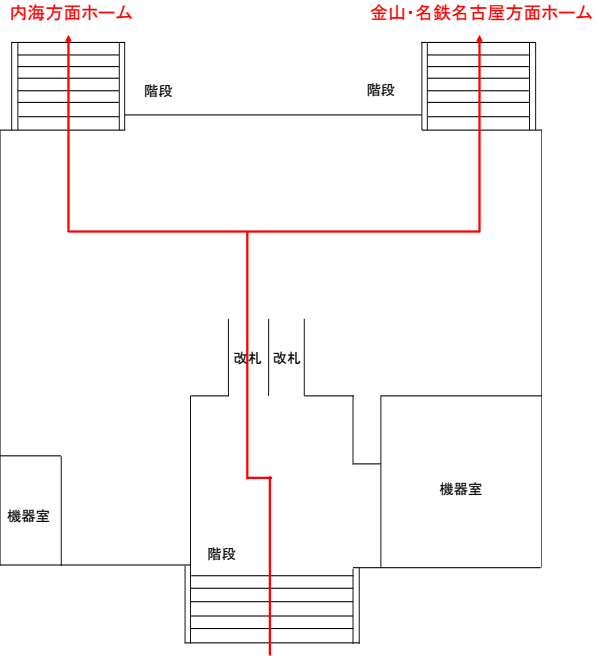 内海方面ホーム
金山・名鉄名古屋方面ホーム
階段
階段
改札
改札
機器室
機器室
階段